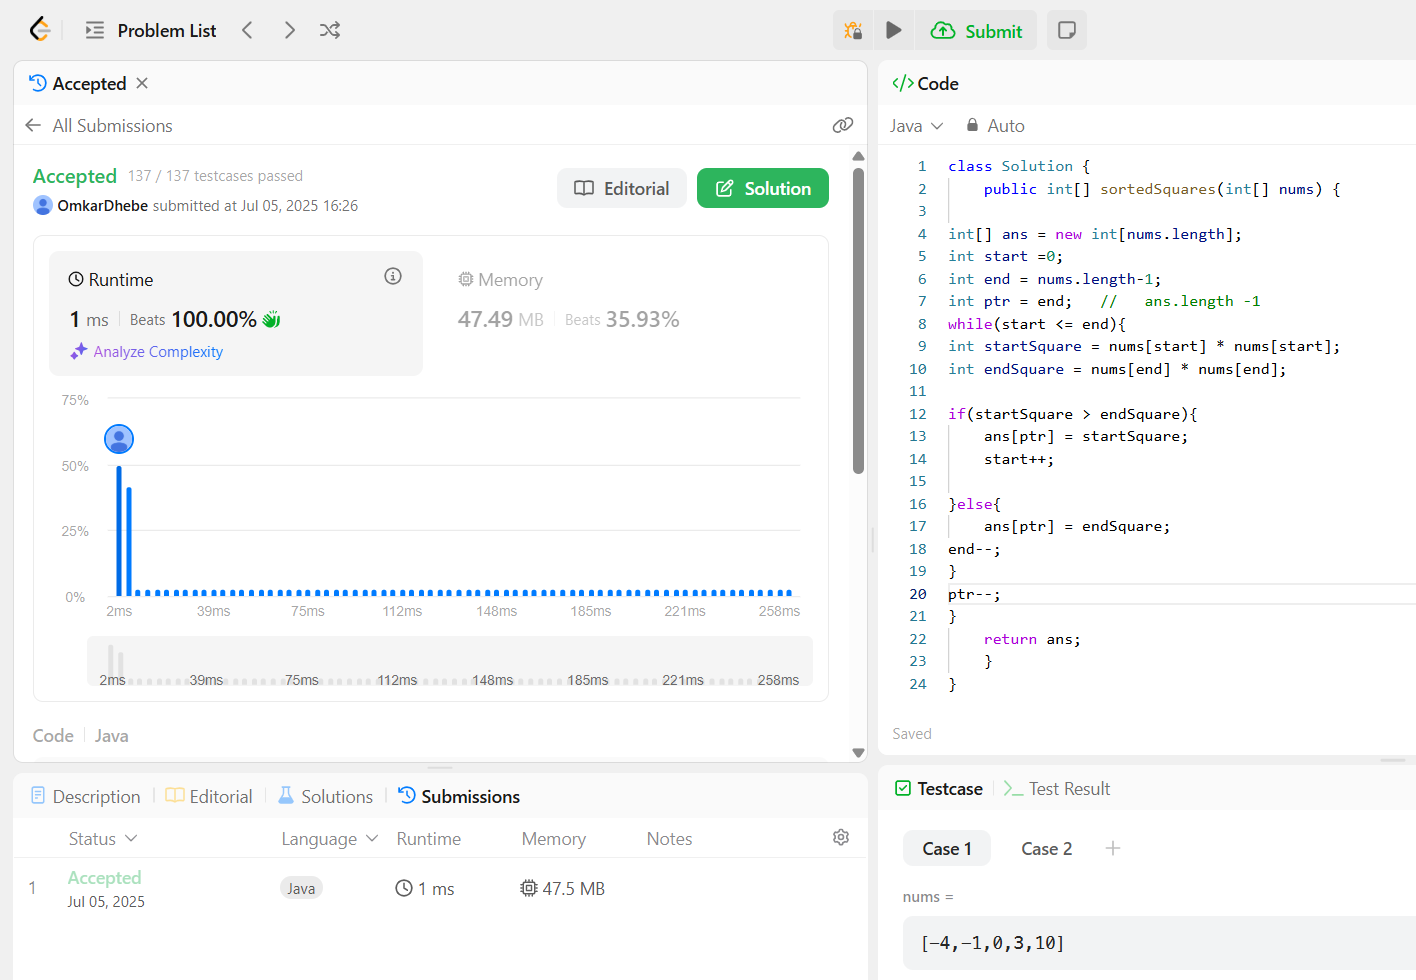 Problem List
Submit
Accepted
All Submissions
Accepted 137 / 137 testcases passed
OmkarDhebe submitted at Jul 05, 2025 16:26
Editorial
Solution
Runtime
1 ms Beats 100.00%
Analyze Complexity
Memory
47.49 MB Beats 35.93%
75%
50%
25%
0%
2ms 39ms 75ms 112ms 148ms 185ms 221ms 258ms
2ms 39ms 75ms 112ms 148ms 185ms 221ms 258ms
Code Java
Description Editorial Solutions Submissions
Status Language Runtime Memory Notes
1 Accepted Java 1 ms 47.5 MB
Jul 05, 2025
</> Code
Java Auto
1 class Solution {
2     public int[] sortedSquares(int[] nums) {
3
4 int[] ans = new int[nums.length];
5 int start =0;
6 int end = nums.length-1;
7 int ptr = end;   //   ans.length -1
8 while(start <= end){
9 int startSquare = nums[start] * nums[start];
10 int endSquare = nums[end] * nums[end];
11
12 if(startSquare > endSquare){
13     ans[ptr] = startSquare;
14     start++;
15
16 }else{
17     ans[ptr] = endSquare;
18 end--;
19 }
20 ptr--;
21 }
22     return ans;
23     }
24 }
Saved
Testcase Test Result
Case 1 Case 2 +
nums =
[-4,-1,0,3,10]